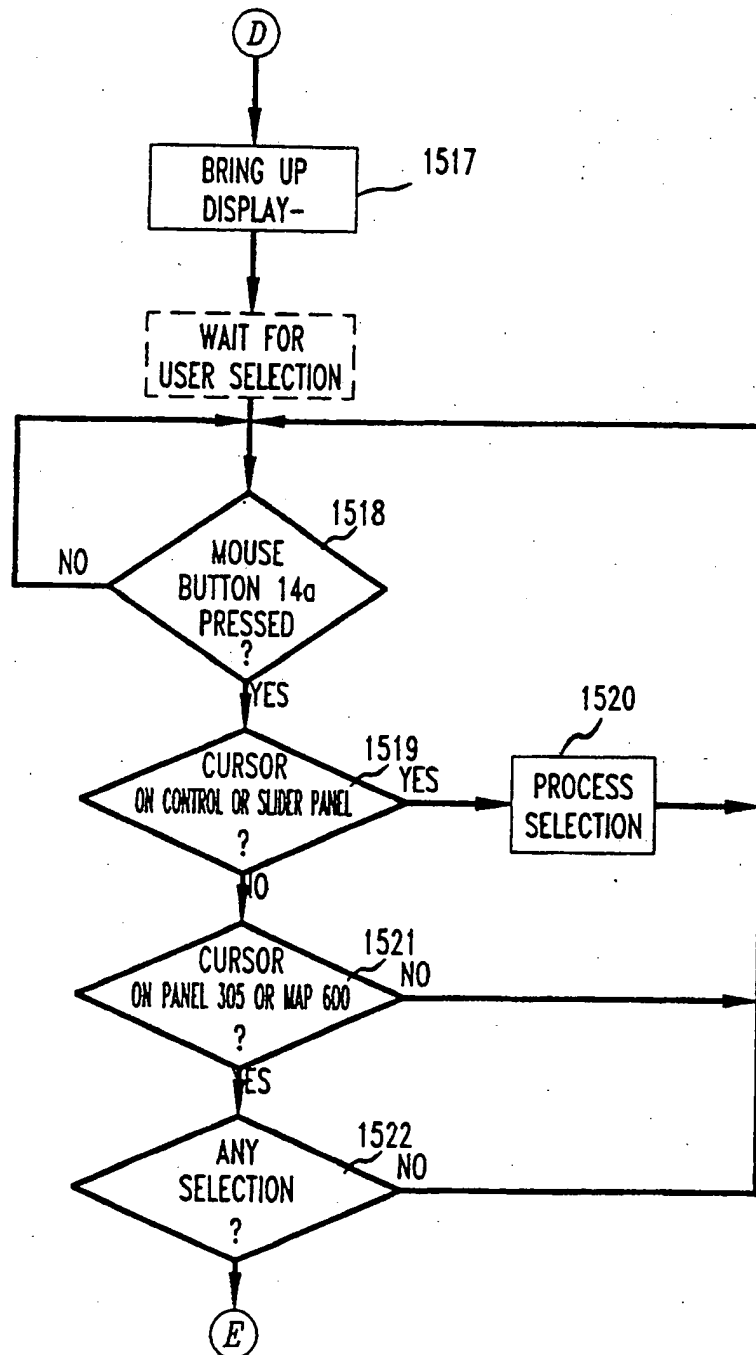 D
BRING UP
DISPLAY-
1517
WAIT FOR
USER SELECTION
1518
NO
MOUSE
BUTTON 14a
PRESSED
?
YES
1519
CURSOR
ON CONTROL OR SLIDER PANEL
?
YES
1520
PROCESS
SELECTION
NO
1521
CURSOR
ON PANEL 305 OR MAP 600
?
NO
YES
1522
ANY
SELECTION
?
NO
E